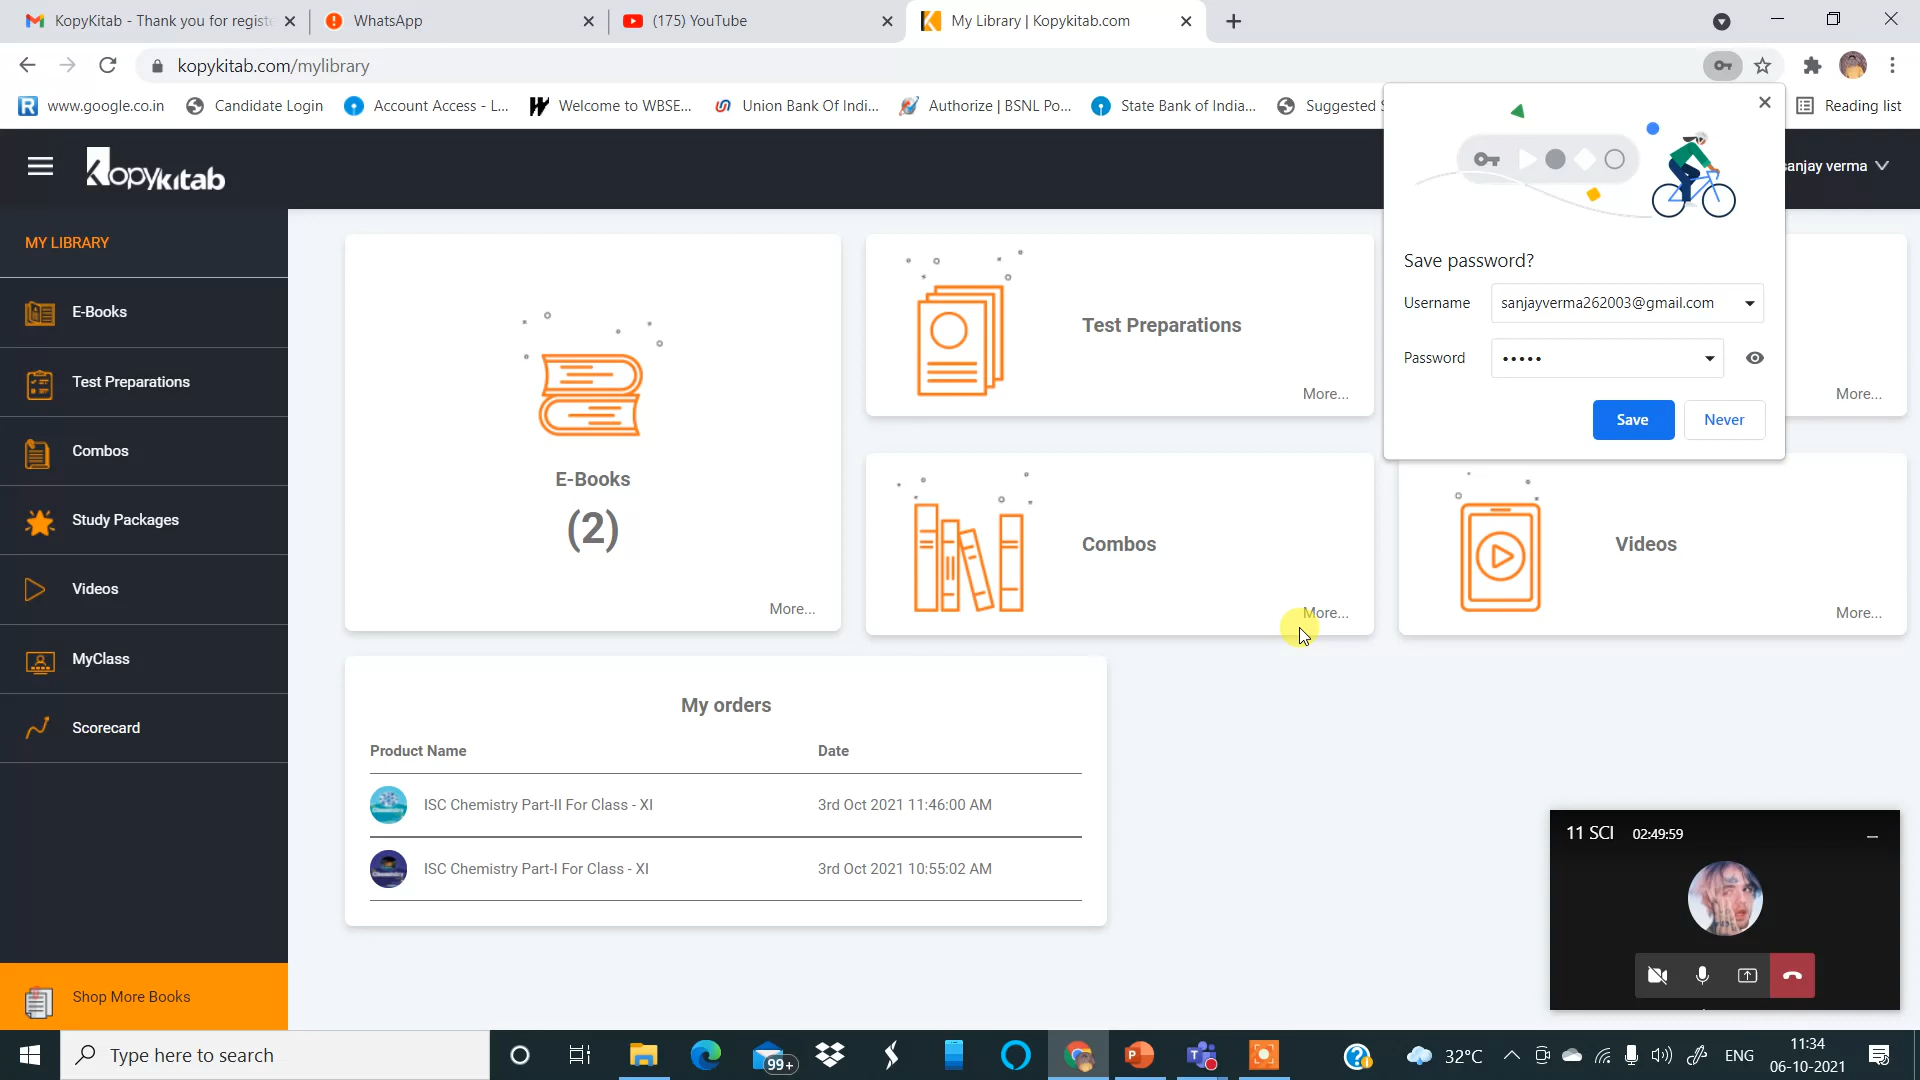 KopyKitab - Thank you for registe
WhatsApp
(175) YouTube
My Library | Kopykitab.com
kopykitab.com/mylibrary
www.google.co.in
Candidate Login
Account Access - L...
Welcome to WBSE...
Union Bank Of Indi...
Authorize | BSNL Po...
State Bank of India...
Suggested S
Reading list
Kopykitab
sanjay verma
MY LIBRARY
E-Books
Test Preparations
Combos
Study Packages
Videos
MyClass
Scorecard
Shop More Books
E-Books
(2)
More...
Test Preparations
More...
More...
Combos
More...
Videos
More...
Save password?
Username
sanjayverma262003@gmail.com
Password
•••••
Save
Never
My orders
Product Name
Date
ISC Chemistry Part-II For Class - XI
3rd Oct 2021 11:46:00 AM
ISC Chemistry Part-I For Class - XI
3rd Oct 2021 10:55:02 AM
11 SCI
02:49:59
Type here to search
99+
32°C
ENG
11:34
06-10-2021